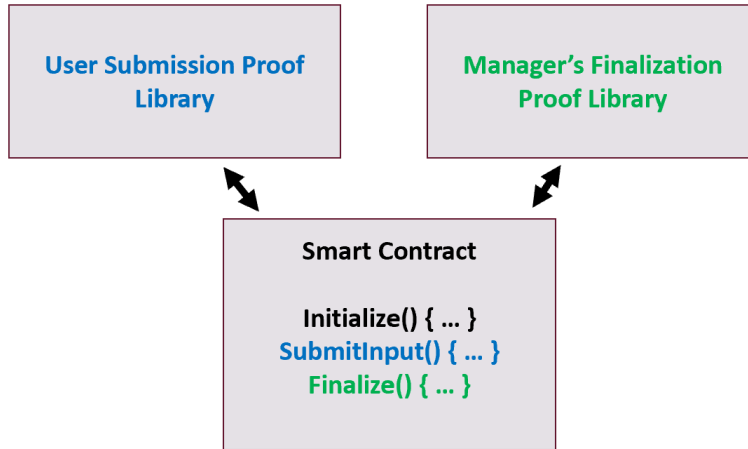 User Submission Proof
Library
Manager's Finalization
Proof Library
Smart Contract
Initialize() { … }
SubmitInput() { … }
Finalize() { … }